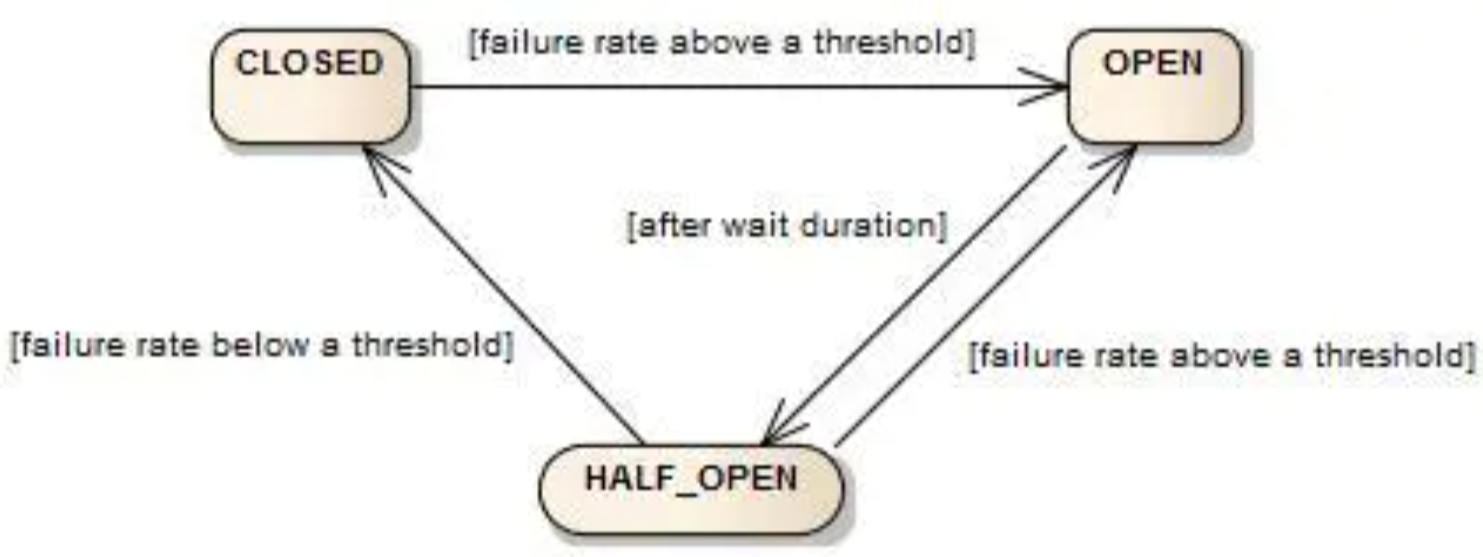 [failure rate above a threshold]
CLOSED
OPEN
[after wait duration]
[failure rate below a threshold]
[failure rate above a threshold]
HALF_OPEN